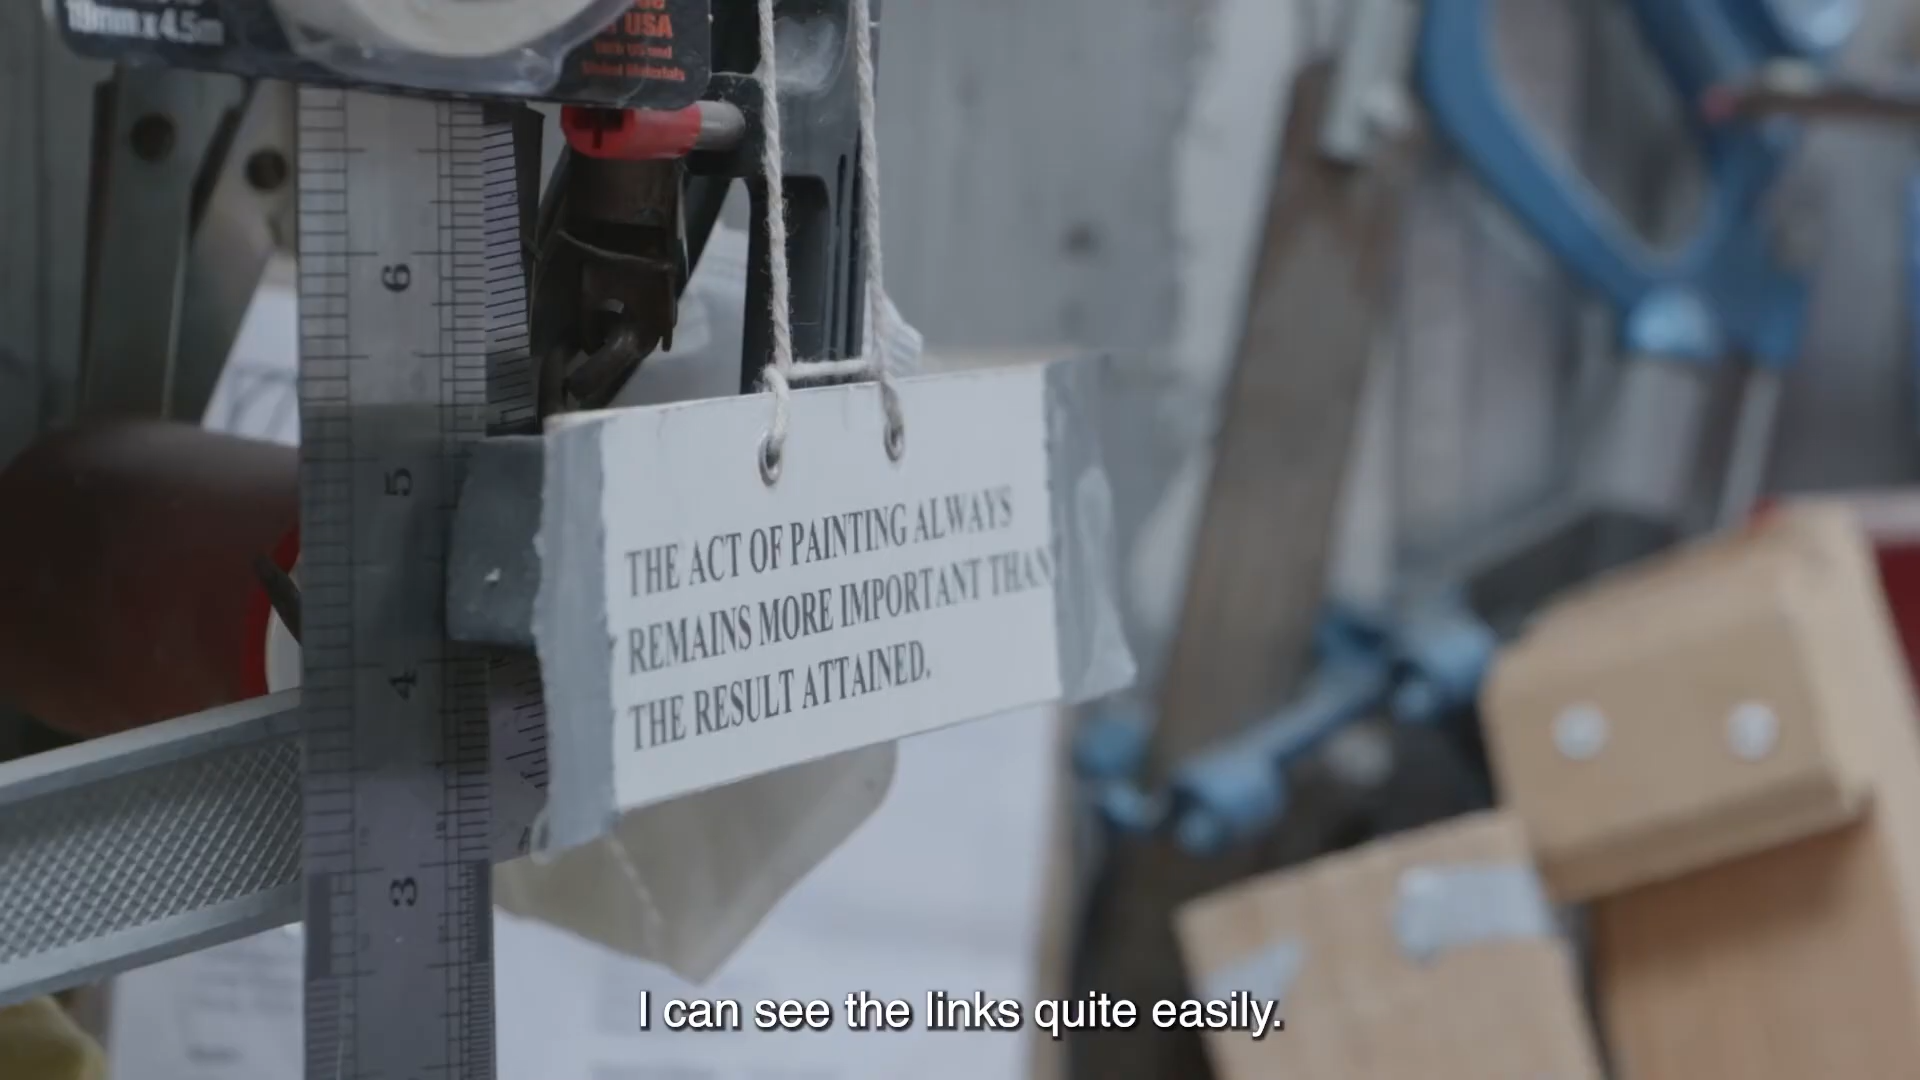 19mm x 4.5m
USA
6
5
4
3
THE ACT OF PAINTING ALWAYS
REMAINS MORE IMPORTANT THAN
THE RESULT ATTAINED.
I can see the links quite easily.